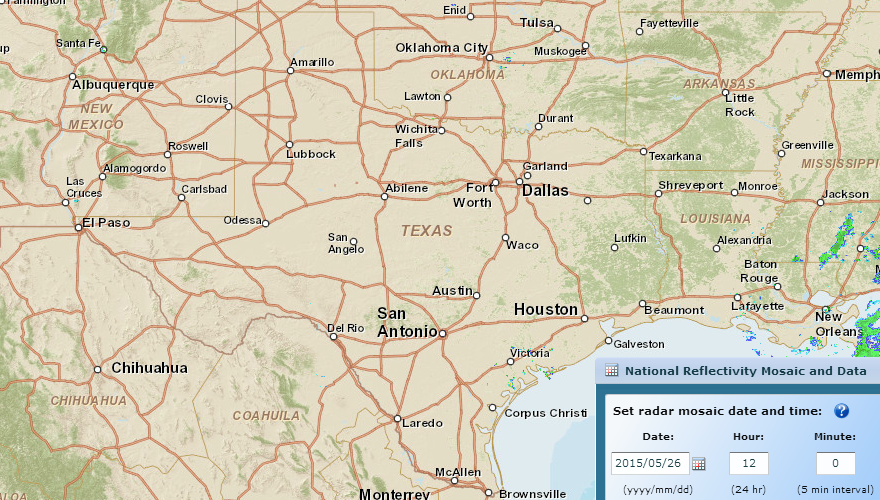 Enid
Tulsa
Fayetteville
Santa Fe
Oklahoma City
Muskogee
Amarillo
OKLAHOMA
Memph
Albuquerque
ARKANSAS
Clovis
Lawton
Little
Rock
NEW
MEXICO
Durant
Wichita
Falls
Roswell
Lubbock
Greenville
Texarkana
MISSISSIPPI
Alamogordo
Garland
Las
Cruces
Carlsbad
Abilene
Fort
Worth
Dallas
Shreveport
Monroe
Jackson
El Paso
Odessa
TEXAS
LOUISIANA
San
Angelo
Waco
Lufkin
Alexandria
Baton
Rouge
Austin
San
Antonio
Houston
Beaumont
Lafayette
New
Orleans
Del Rio
Galveston
Victoria
Chihuahua
National Reflectivity Mosaic and Data
CHIHUAHUA
COAHUILA
Corpus Christi
Laredo
Set radar mosaic date and time: ?
Date: Hour: Minute:
2015/05/26 12 0
(yyyy/mm/dd) (24 hr) (5 min interval)
McAllen
Monterrey
Brownsville